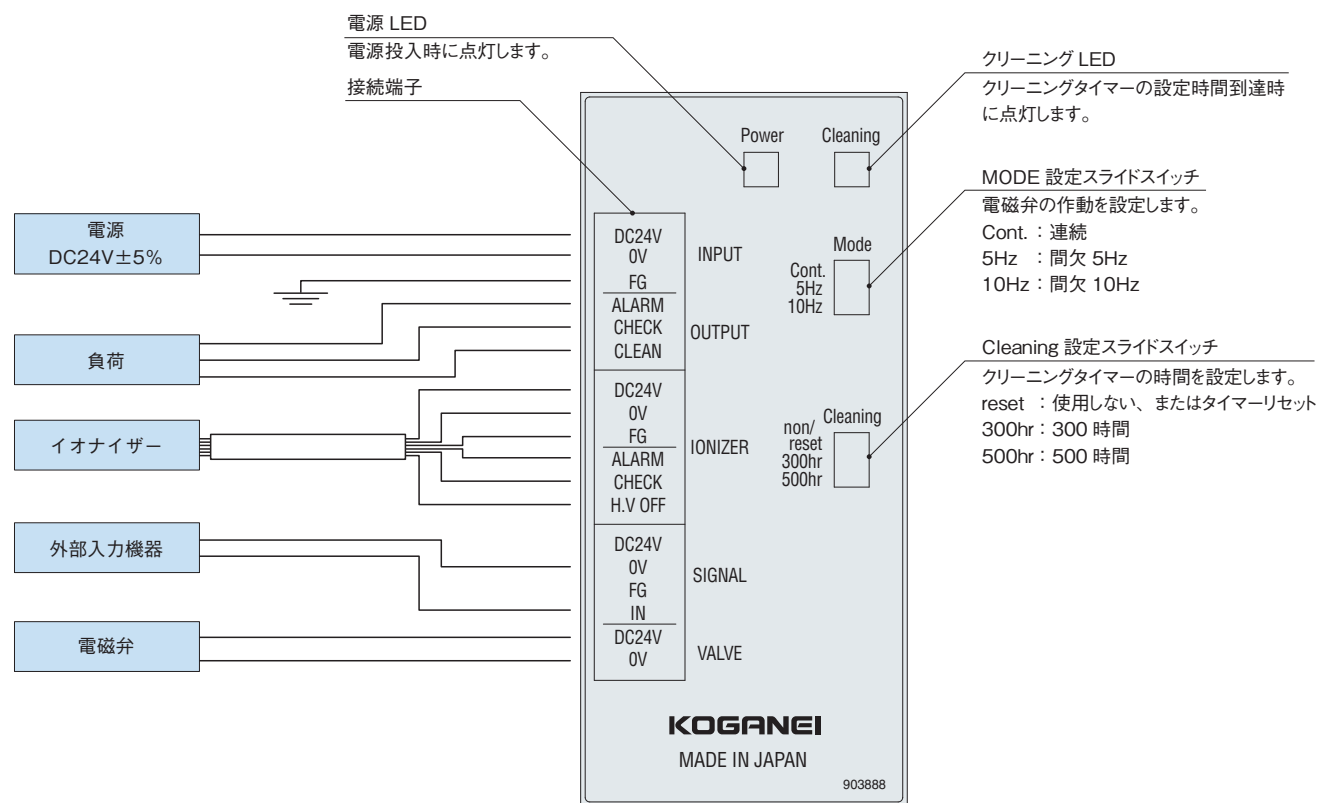 電源 LED
電源投入時に点灯します。
接続端子
クリーニング LED
クリーニングタイマーの設定時間到達時
に点灯します。
MODE 設定スライドスイッチ
電磁弁の作動を設定します。
Cont. : 連続
5Hz : 間欠 5Hz
10Hz : 間欠 10Hz
Cleaning 設定スライドスイッチ
クリーニングタイマーの時間を設定します。
reset : 使用しない、またはタイマーリセット
300hr : 300 時間
500hr : 500 時間
電源
DC24V±5%
負荷
イオナイザー
外部入力機器
電磁弁
Power
Cleaning
DC24V
0V
FG
INPUT
ALARM
CHECK
CLEAN
OUTPUT
DC24V
0V
FG
ALARM
CHECK
H.V OFF
IONIZER
DC24V
0V
FG
IN
SIGNAL
DC24V
0V
VALVE
Mode
Cont.
5Hz
10Hz
Cleaning
non/
reset
300hr
500hr
KOGANEI
MADE IN JAPAN
903888